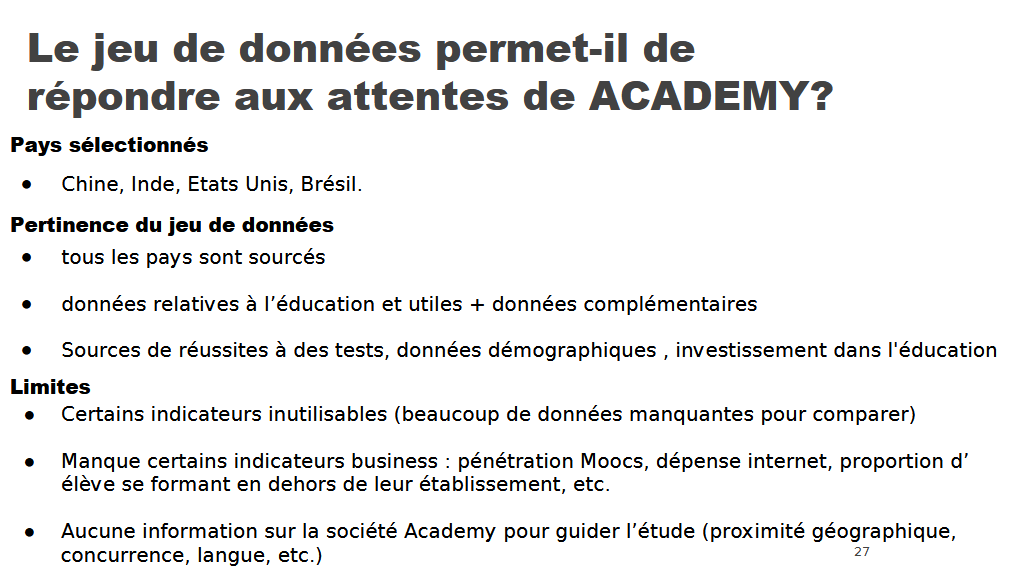 Le jeu de données permet-il de
répondre aux attentes de ACADEMY?
Pays sélectionnés
● Chine, Inde, Etats Unis, Brésil.
Pertinence du jeu de données
● tous les pays sont sourcés
● données relatives à l’éducation et utiles + données complémentaires
● Sources de réussites à des tests, données démographiques , investissement dans l'éducation
Limites
● Certains indicateurs inutilisables (beaucoup de données manquantes pour comparer)
● Manque certains indicateurs business : pénétration Moocs, dépense internet, proportion d’
élève se formant en dehors de leur établissement, etc.
● Aucune information sur la société Academy pour guider l’étude (proximité géographique,
concurrence, langue, etc.)
27